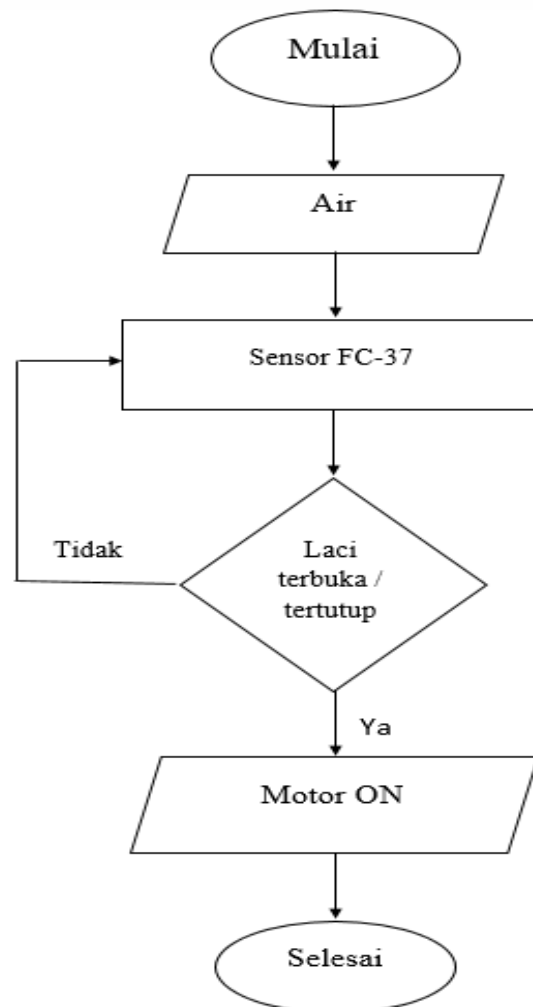 Mulai
Air
Sensor FC-37
Tidak
Laci
terbuka /
tertutup
Ya
Motor ON
Selesai